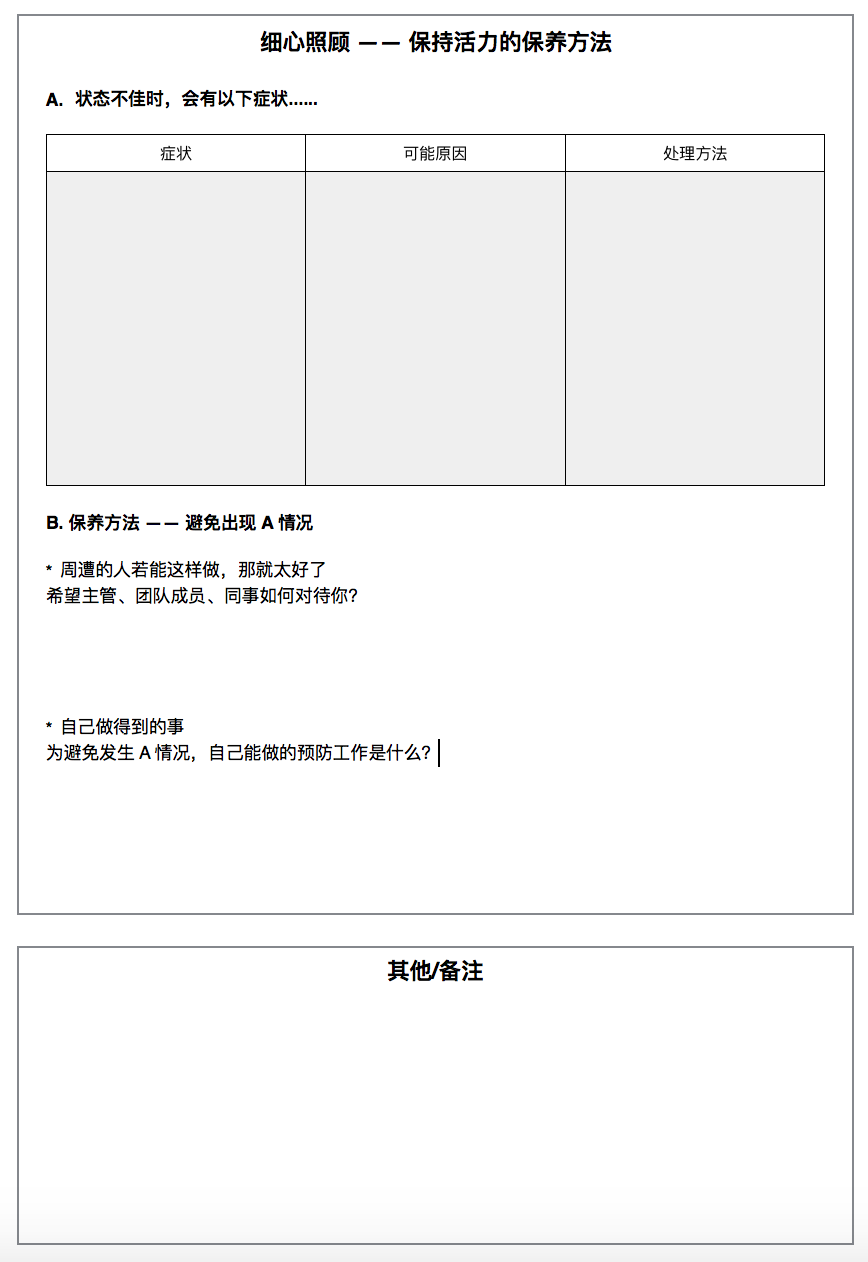 细心照顾 —— 保持活力的保养方法
A. 状态不佳时，会有以下症状......
症状 可能原因 处理方法
B. 保养方法 —— 避免出现 A 情况
* 周遭的人若能这样做，那就太好了
希望主管、团队成员、同事如何对待你?
* 自己做得到的事
为避免发生 A 情况，自己能做的预防工作是什么?
其他/备注